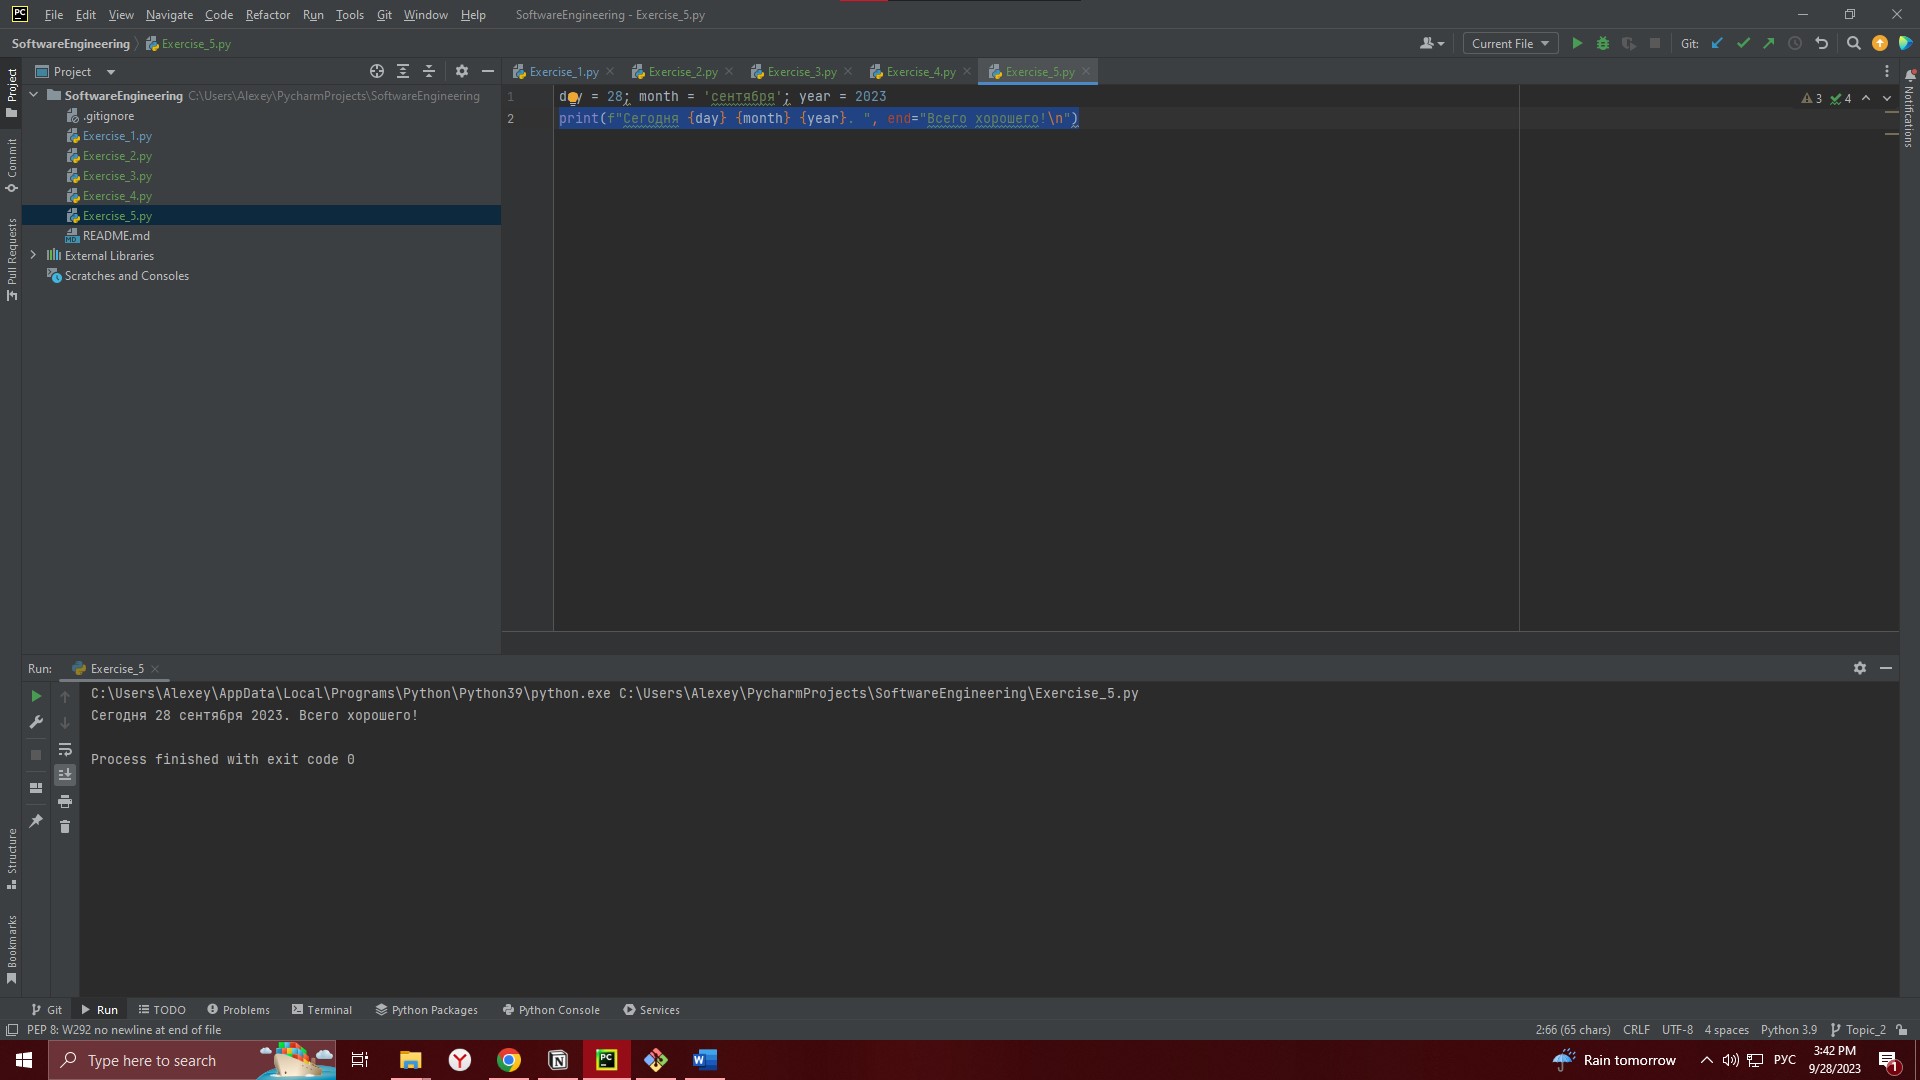 PC File Edit View Navigate Code Refactor Run Tools Git Window Help SoftwareEngineering - Exercise_5.py
SoftwareEngineering Exercise_5.py Current File Git:
Project Exercise_1.py Exercise_2.py Exercise_3.py Exercise_4.py Exercise_5.py
SoftwareEngineering C:\Users\Alexey\PycharmProjects\SoftwareEngineering
.gitignore
Exercise_1.py
Exercise_2.py
Exercise_3.py
Exercise_4.py
Exercise_5.py
README.md
External Libraries
Scratches and Consoles
1 day = 28; month = 'сентября'; year = 2023
2 print(f"Сегодня {day} {month} {year}. ", end="Всего хорошего!\n")
3 4
Project
Commit
Pull Requests
Structure
Bookmarks
Notifications
Run: Exercise_5
C:\Users\Alexey\AppData\Local\Programs\Python\Python39\python.exe C:\Users\Alexey\PycharmProjects\SoftwareEngineering\Exercise_5.py
Сегодня 28 сентября 2023. Всего хорошего!
Process finished with exit code 0
Git Run TODO Problems Terminal Python Packages Python Console Services
PEP 8: W292 no newline at end of file 2:66 (65 chars) CRLF UTF-8 4 spaces Python 3.9 Topic_2
Type here to search Rain tomorrow РУС 3:42 PM
9/28/2023
1